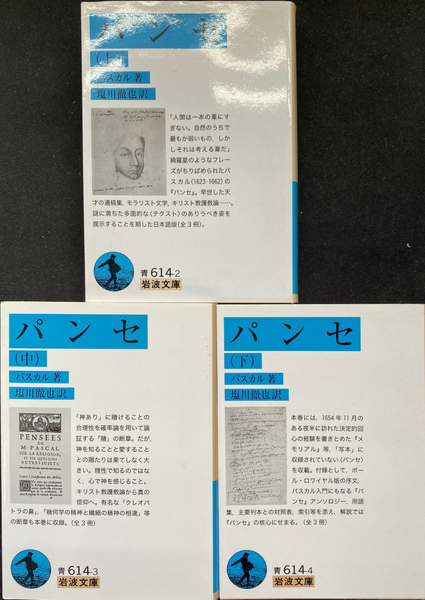 パンセ
(上)
パスカル著
塩川徹也訳
「人間は一本の葦にす
ぎない。自然のうちで
最もか弱いもの、しか
しそれは考える葦だ」
綺羅星のようなフレー
ズがちりばめられたパ
スカル(1623-1662)の
『パンセ』。早世した天
才の遺稿集、モラリスト文学、キリスト教護教論……。
謎に満ちた多面的な〈テクスト〉のありうべき姿を
提示することを期した日本語版(全3冊)。
青 614-2
岩波文庫
パンセ
(中)
パスカル著
塩川徹也訳
PENSÉES
DE
M. PASCAL
SUR LA RELIGION,
ET SUR QUELQUES
AUTRES SUJETS.
「神あり」に賭けることの
合理性を確率論を用いて論
証する「賭」の断章。だが、
神を知ることと愛すること
との隔たりは果てしなく大
きい。理性で知るのではな
く、心で神を感じること。
キリスト教護教論から真の
信仰へ。有名な「クレオパ
トラの鼻」、「幾何学の精神と繊細の精神の相違」等
の断章も本巻に収録。(全3冊)
青 614-3
岩波文庫
パンセ
(下)
パスカル著
塩川徹也訳
本巻には、1654年11月の
ある夜半に訪れた決定的回
心の経験を書きとめた『メ
モリアル』等、「写本」に
収録されていない〈パンセ〉
を収載。付録として、ポー
ル・ロワイヤル版の序文、
パスカル入門にもなる『パ
ンセ』アンソロジー、用語
集、主要刊本との対照表、索引等を添え、解説では
『パンセ』の核心にせまる。(全3冊)
青 614-4
岩波文庫